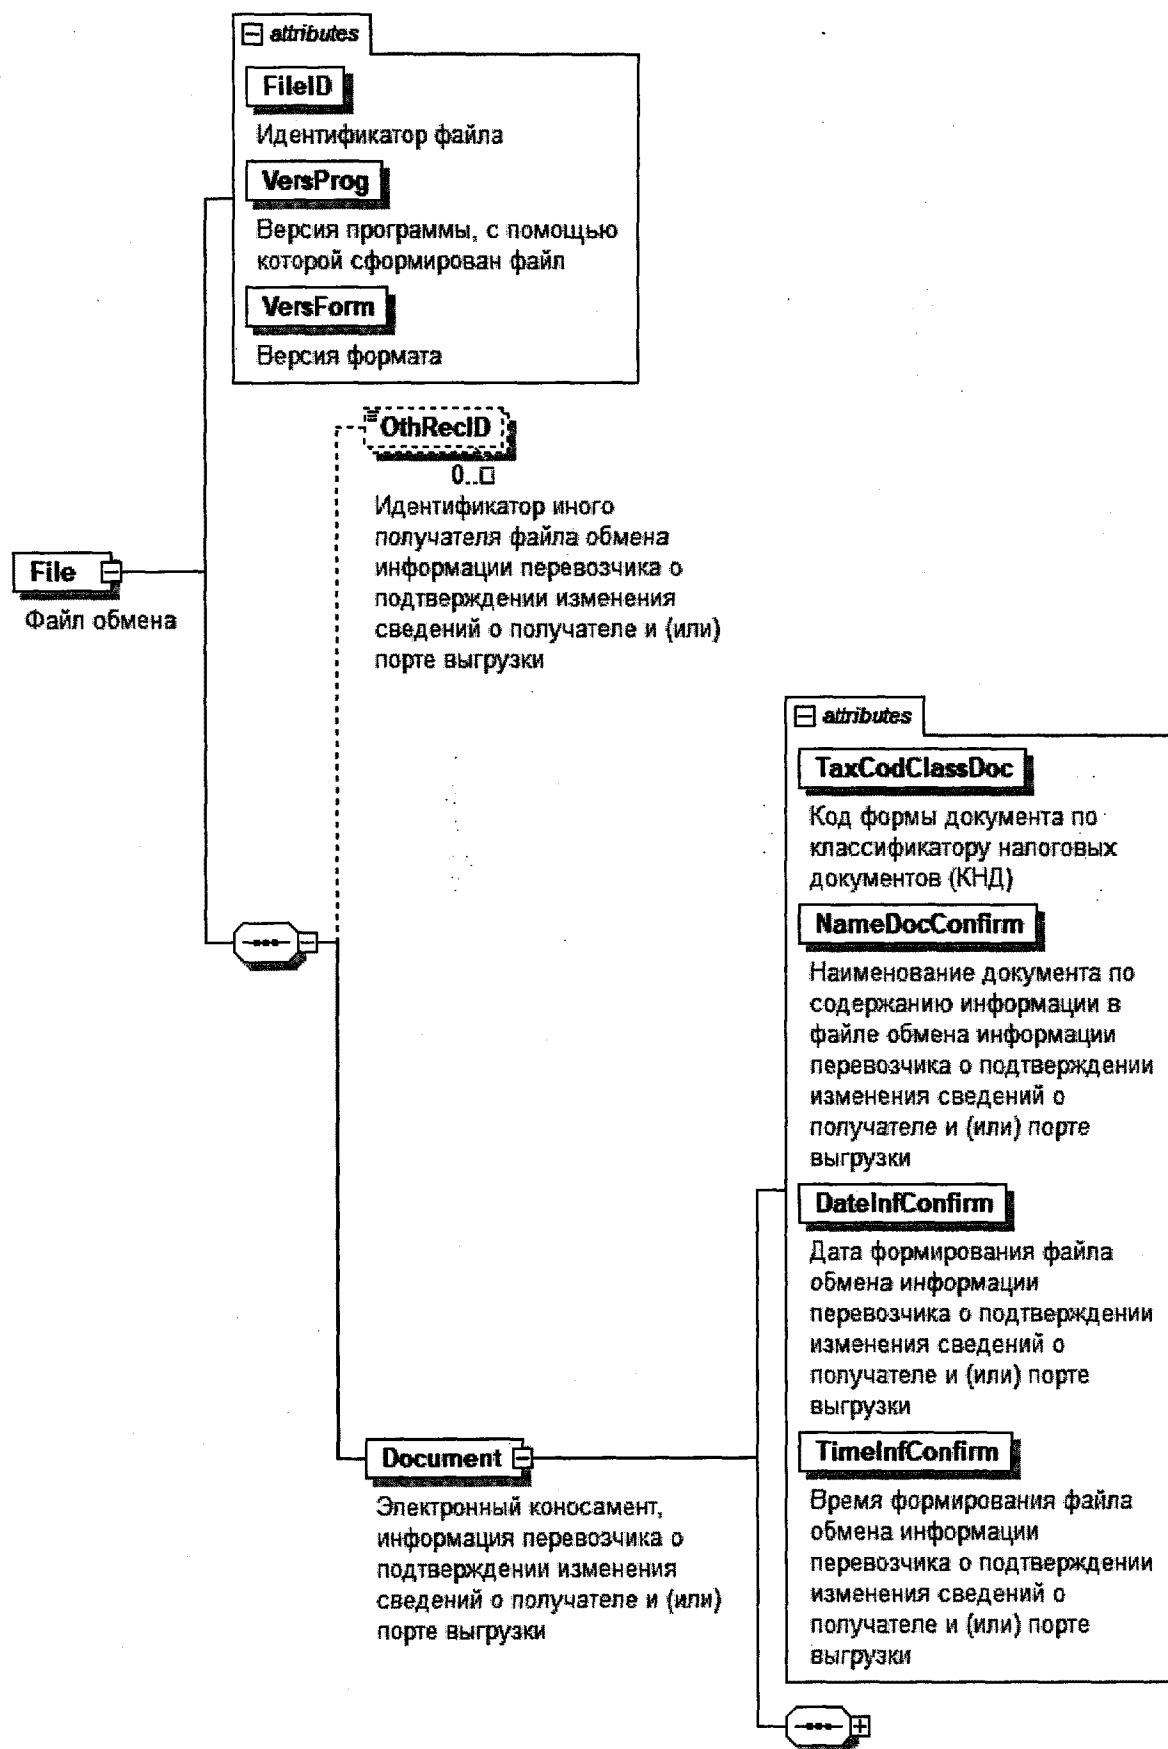 attributes
FileID
Идентификатор файла
VersProg
Версия программы, с помощью
которой сформирован файл
VersForm
Версия формата
OthRecID
0..□
Идентификатор иного
получателя файла обмена
информации перевозчика о
подтверждении изменения
сведений о получателе и (или)
порте выгрузки
File
Файл обмена
attributes
TaxCodClassDoc
Код формы документа по
классификатору налоговых
документов (КНД)
NameDocConfirm
Наименование документа по
содержанию информации в
файле обмена информации
перевозчика о подтверждении
изменения сведений о
получателе и (или) порте
выгрузки
DateInfConfirm
Дата формирования файла
обмена информации
перевозчика о подтверждении
изменения сведений о
получателе и (или) порте
выгрузки
TimeInfConfirm
Время формирования файла
обмена информации
перевозчика о подтверждении
изменения сведений о
получателе и (или) порте
выгрузки
Document
Электронный коносамент,
информация перевозчика о
подтверждении изменения
сведений о получателе и (или)
порте выгрузки